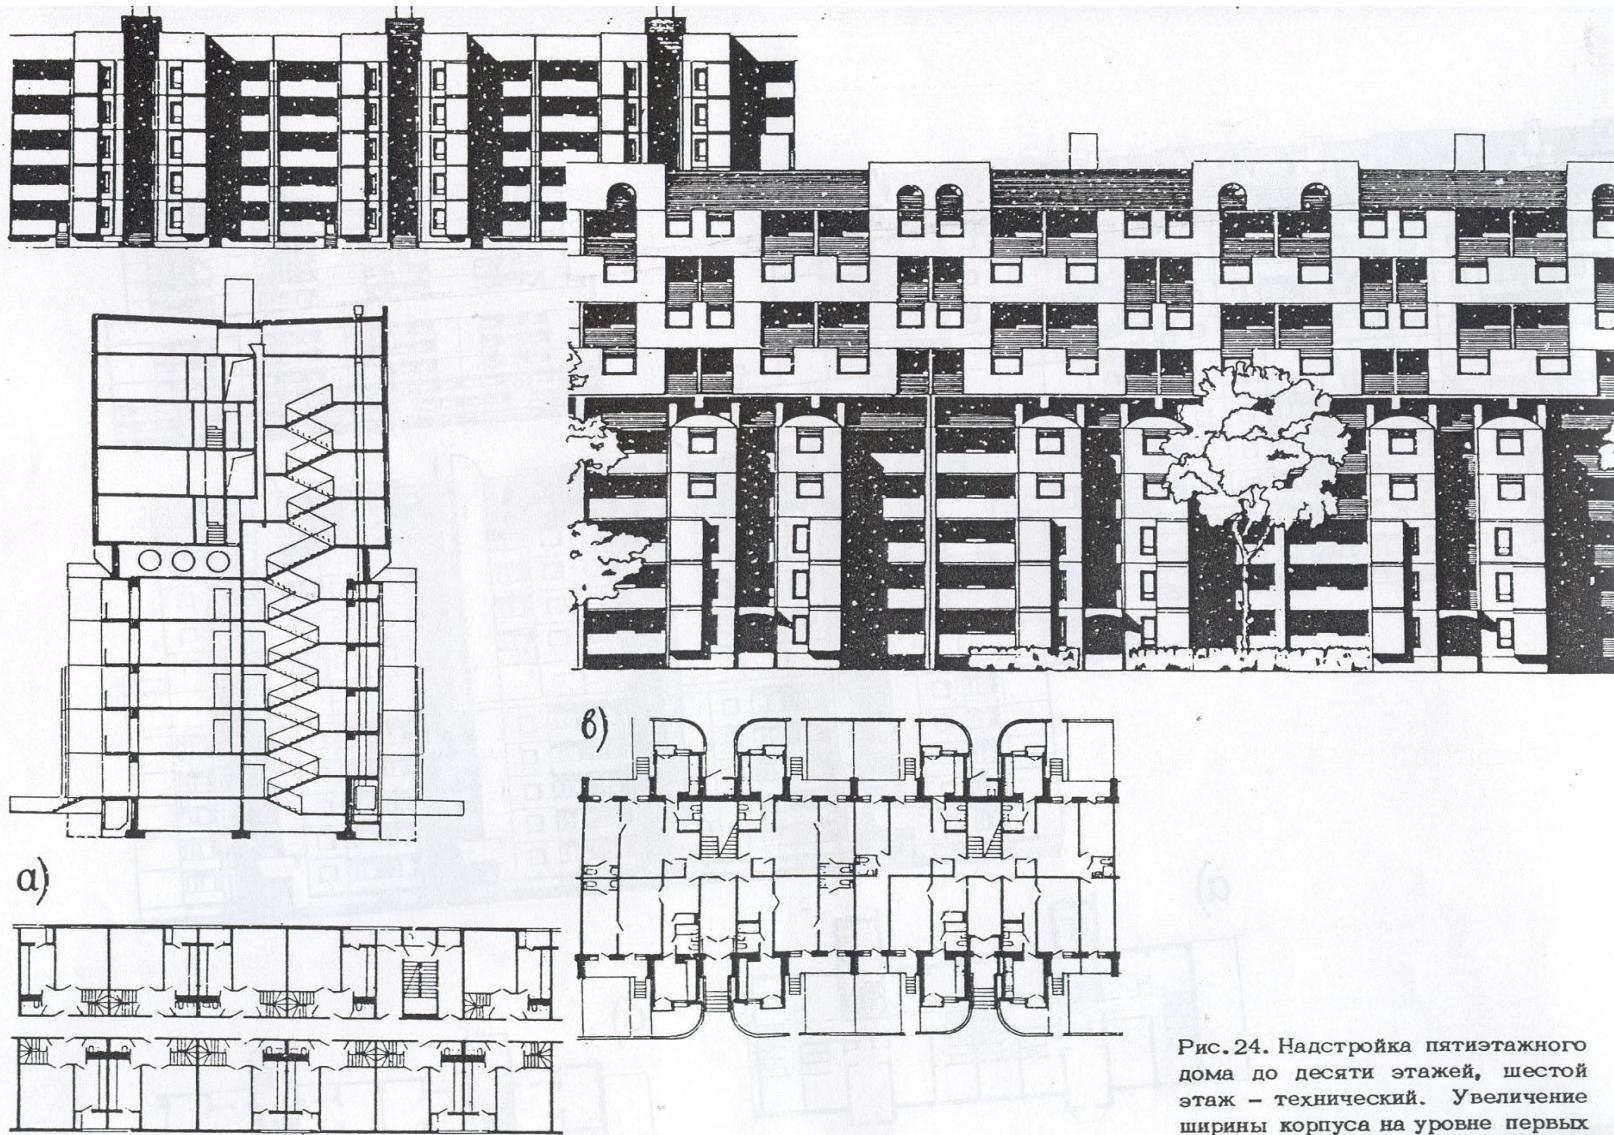 в)
а)
Рис. 24. Надстройка пятиэтажного
дома до десяти этажей, шестой
этаж – технический. Увеличение
ширины корпуса на уровне первых